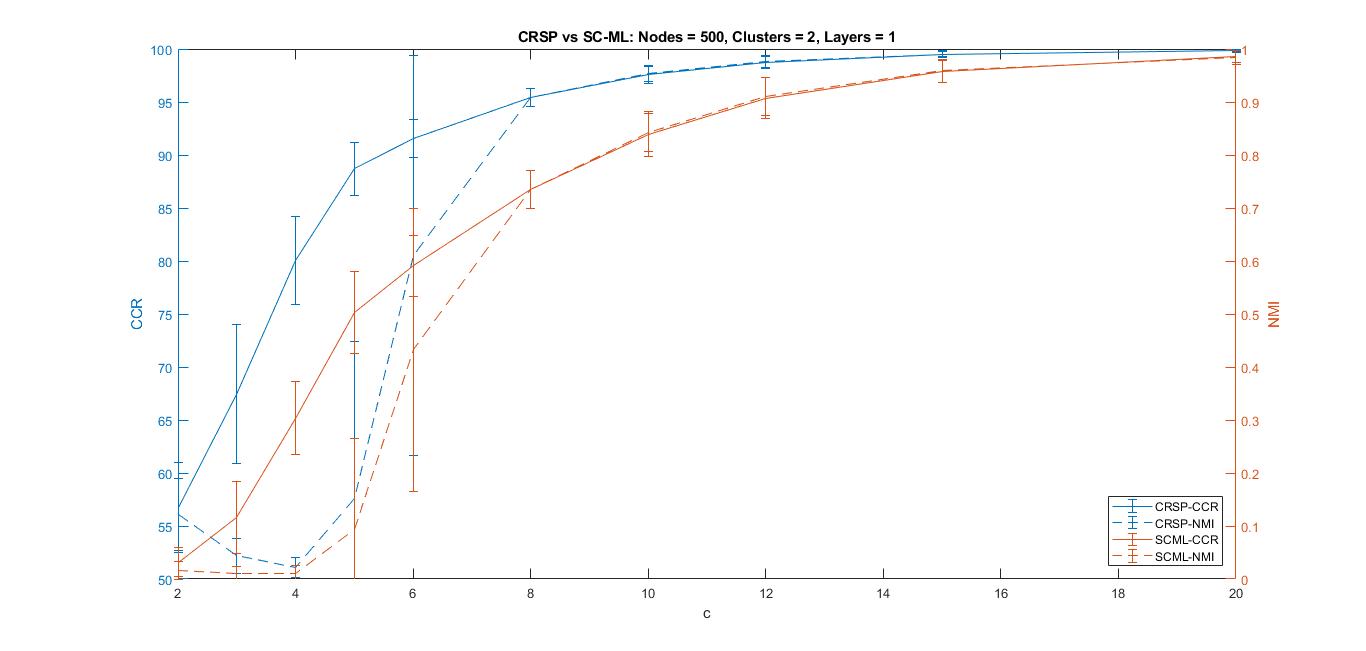 CRSP vs SC-ML: Nodes = 500, Clusters = 2, Layers = 1
100
95
90
85
80
75
70
65
60
55
50
CCR
1
0.9
0.8
0.7
0.6
0.5
0.4
0.3
0.2
0.1
0
NMI
CRSP-CCR
CRSP-NMI
SCML-CCR
SCML-NMI
2 4 6 8 10 12 14 16 18 20
c